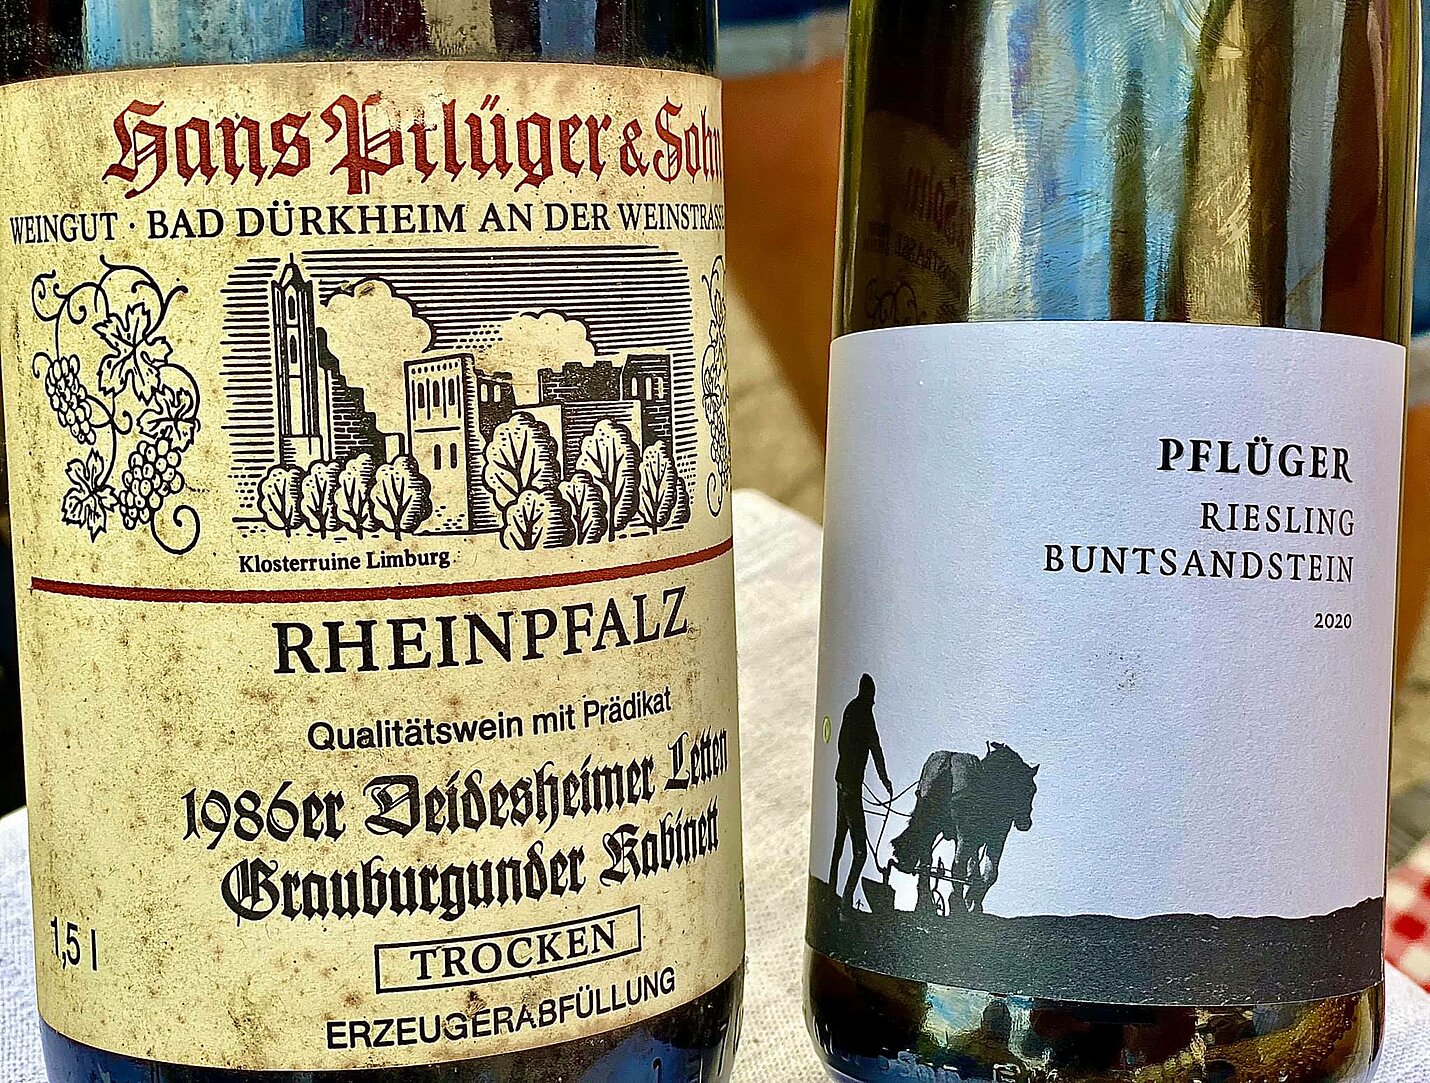 Hans Pflüger & Sohn
WEINGUT · BAD DÜRKHEIM AN DER WEINSTRASSE
Klosterruine Limburg
RHEINPFALZ
Qualitätswein mit Prädikat
1986er Deidesheimer Letten
Grauburgunder Kabinett
1,5 l
TROCKEN
ERZEUGERABFÜLLUNG
PFLÜGER
RIESLING
BUNTSANDSTEIN
2020